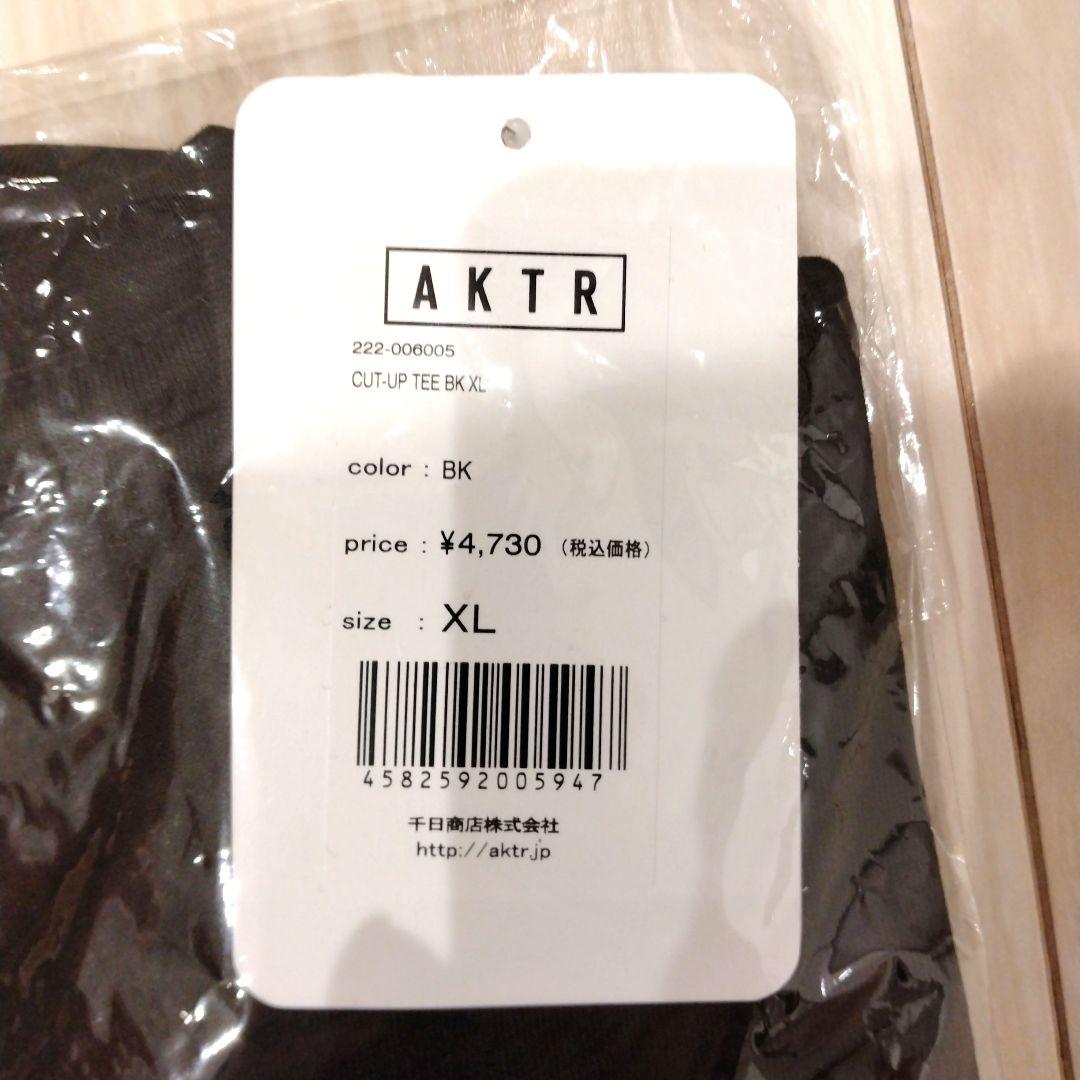 AKTR
222-006005
CUT-UP TEE BK XL
color : BK
price : ¥4,730 (税込価格)
size : XL
4582592005947
千日商店株式会社
http://aktr.jp